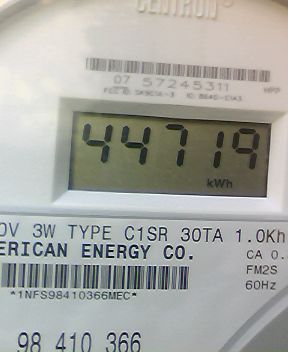 CENTRON®
07 57245311
44719
kWh
0V 3W TYPE C1SR 30TA 1.0Kh
ERICAN ENERGY CO.
CA 0.
FM2S
60Hz
*1NFS98410366MEC*
98 410 366